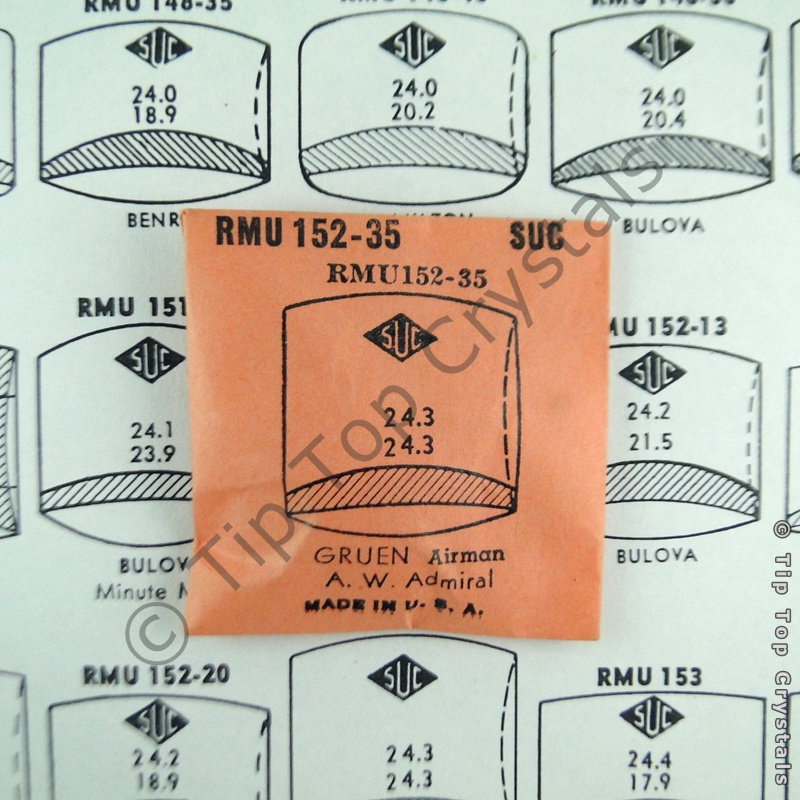 RMU 148-35
SUC
24.0
18.9
SUC
24.0
20.2
SUC
24.0
20.4
BULOVA
RMU 152-35 SUC
RMU152-35
SUC
24.3
24.3
GRUEN Airman
A. W. Admiral
MADE IN U. S. A.
RMU 151
SUC
24.1
23.9
Minute
152-13
SUC
24.2
21.5
BULOVA
RMU 152-20
SUC
24.2
18.9
SUC
24.3
24.3
RMU 153
SUC
24.4
17.9
© Tip Top Crystals
© Tip Top Crystals